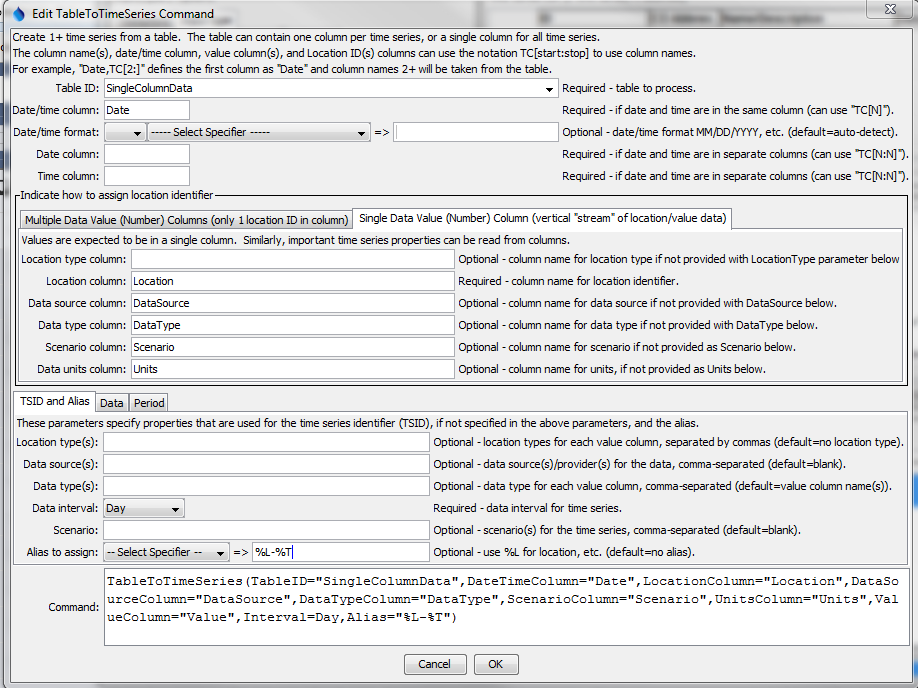 Edit TableToTimeSeries Command
Create 1+ time series from a table. The table can contain one column per time series, or a single column for all time series.
The column name(s), date/time column, value column(s), and Location ID(s) columns can use the notation TC[start:stop] to use column names.
For example, "Date,TC[2:]" defines the first column as "Date" and column names 2+ will be taken from the table.
Table ID: SingleColumnData Required - table to process.
Date/time column: Date Required - if date and time are in the same column (can use "TC[N]").
Date/time format: ----- Select Specifier ----- => Optional - date/time format MM/DD/YYYY, etc. (default=auto-detect).
Date column: Required - if date and time are in separate columns (can use "TC[N:N]").
Time column: Required - if date and time are in separate columns (can use "TC[N:N]").
Indicate how to assign location identifier
Multiple Data Value (Number) Columns (only 1 location ID in column) Single Data Value (Number) Column (vertical "stream" of location/value data)
Values are expected to be in a single column. Similarly, important time series properties can be read from columns.
Location type column: Optional - column name for location type if not provided with LocationType parameter below
Location column: Location Required - column name for location identifier.
Data source column: DataSource Optional - column name for data source if not provided with DataSource below.
Data type column: DataType Optional - column name for data type if not provided with DataType below.
Scenario column: Scenario Optional - column name for scenario if not provided as Scenario below.
Data units column: Units Optional - column name for units, if not provided as Units below.
TSID and Alias Data Period
These parameters specify properties that are used for the time series identifier (TSID), if not specified in the above parameters, and the alias.
Location type(s): Optional - location types for each value column, separated by commas (default=no location type).
Data source(s): Optional - data source(s)/provider(s) for the data, comma-separated (default=blank).
Data type(s): Optional - data type for each value column, comma-separated (default=value column name(s)).
Data interval: Day Required - data interval for time series.
Scenario: Optional - scenario(s) for the time series, comma-separated (default=blank).
Alias to assign: -- Select Specifier -- => %L-%T Optional - use %L for location, etc. (default=no alias).
Command: TableToTimeSeries(TableID="SingleColumnData",DateTimeColumn="Date",LocationColumn="Location",DataSo
urceColumn="DataSource",DataTypeColumn="DataType",ScenarioColumn="Scenario",UnitsColumn="Units",Val
ueColumn="Value",Interval=Day,Alias="%L-%T")
Cancel OK